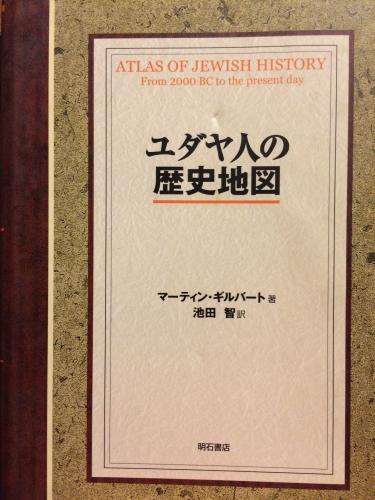 ATLAS OF JEWISH HISTORY
From 2000 BC to the present day
ユダヤ人の
歴史地図
マーティン・ギルバート 著
池田 智 訳
明石書店